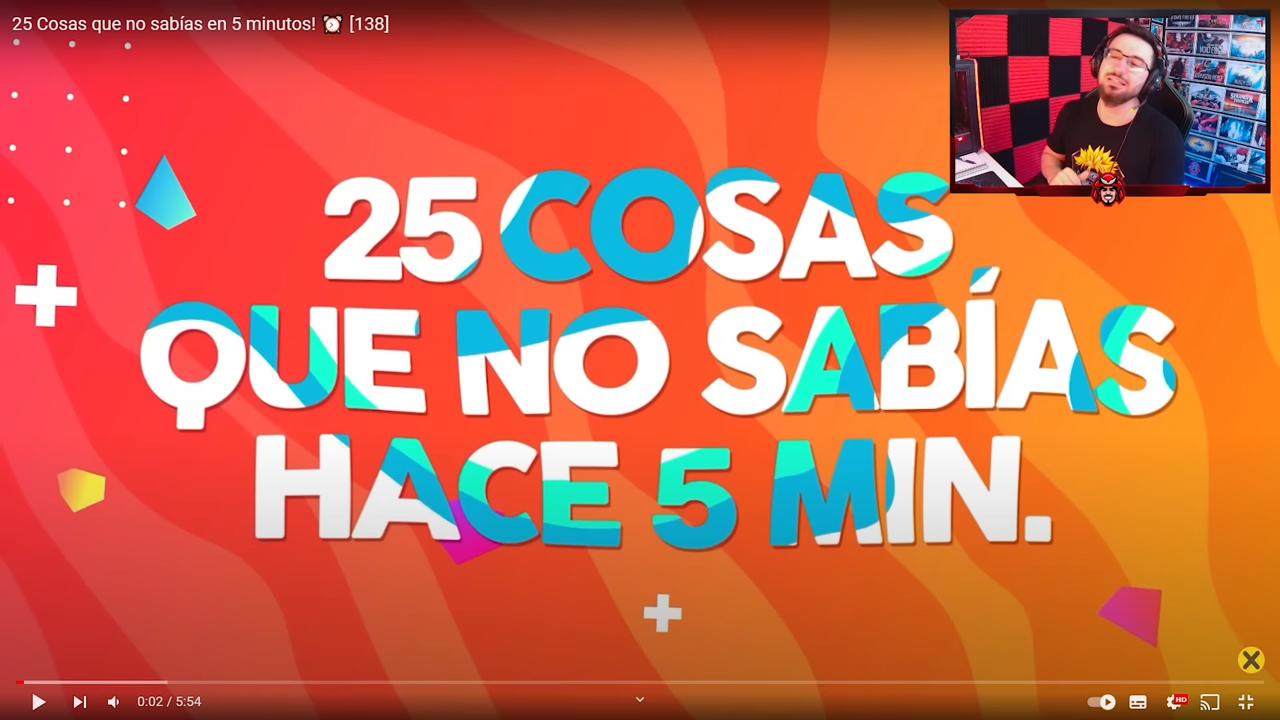 25 Cosas que no sabías en 5 minutos! ⏰ [138]
25 COSAS
QUE NO SABÍAS
HACE 5 MIN.
0:02 / 5:54
HD